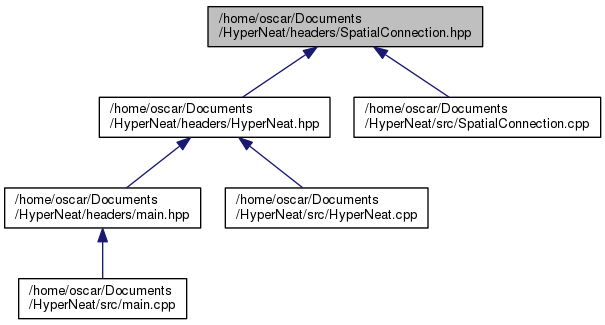 /home/oscar/Documents
/HyperNeat/headers/SpatialConnection.hpp
/home/oscar/Documents
/HyperNeat/headers/HyperNeat.hpp
/home/oscar/Documents
/HyperNeat/src/SpatialConnection.cpp
/home/oscar/Documents
/HyperNeat/headers/main.hpp
/home/oscar/Documents
/HyperNeat/src/HyperNeat.cpp
/home/oscar/Documents
/HyperNeat/src/main.cpp